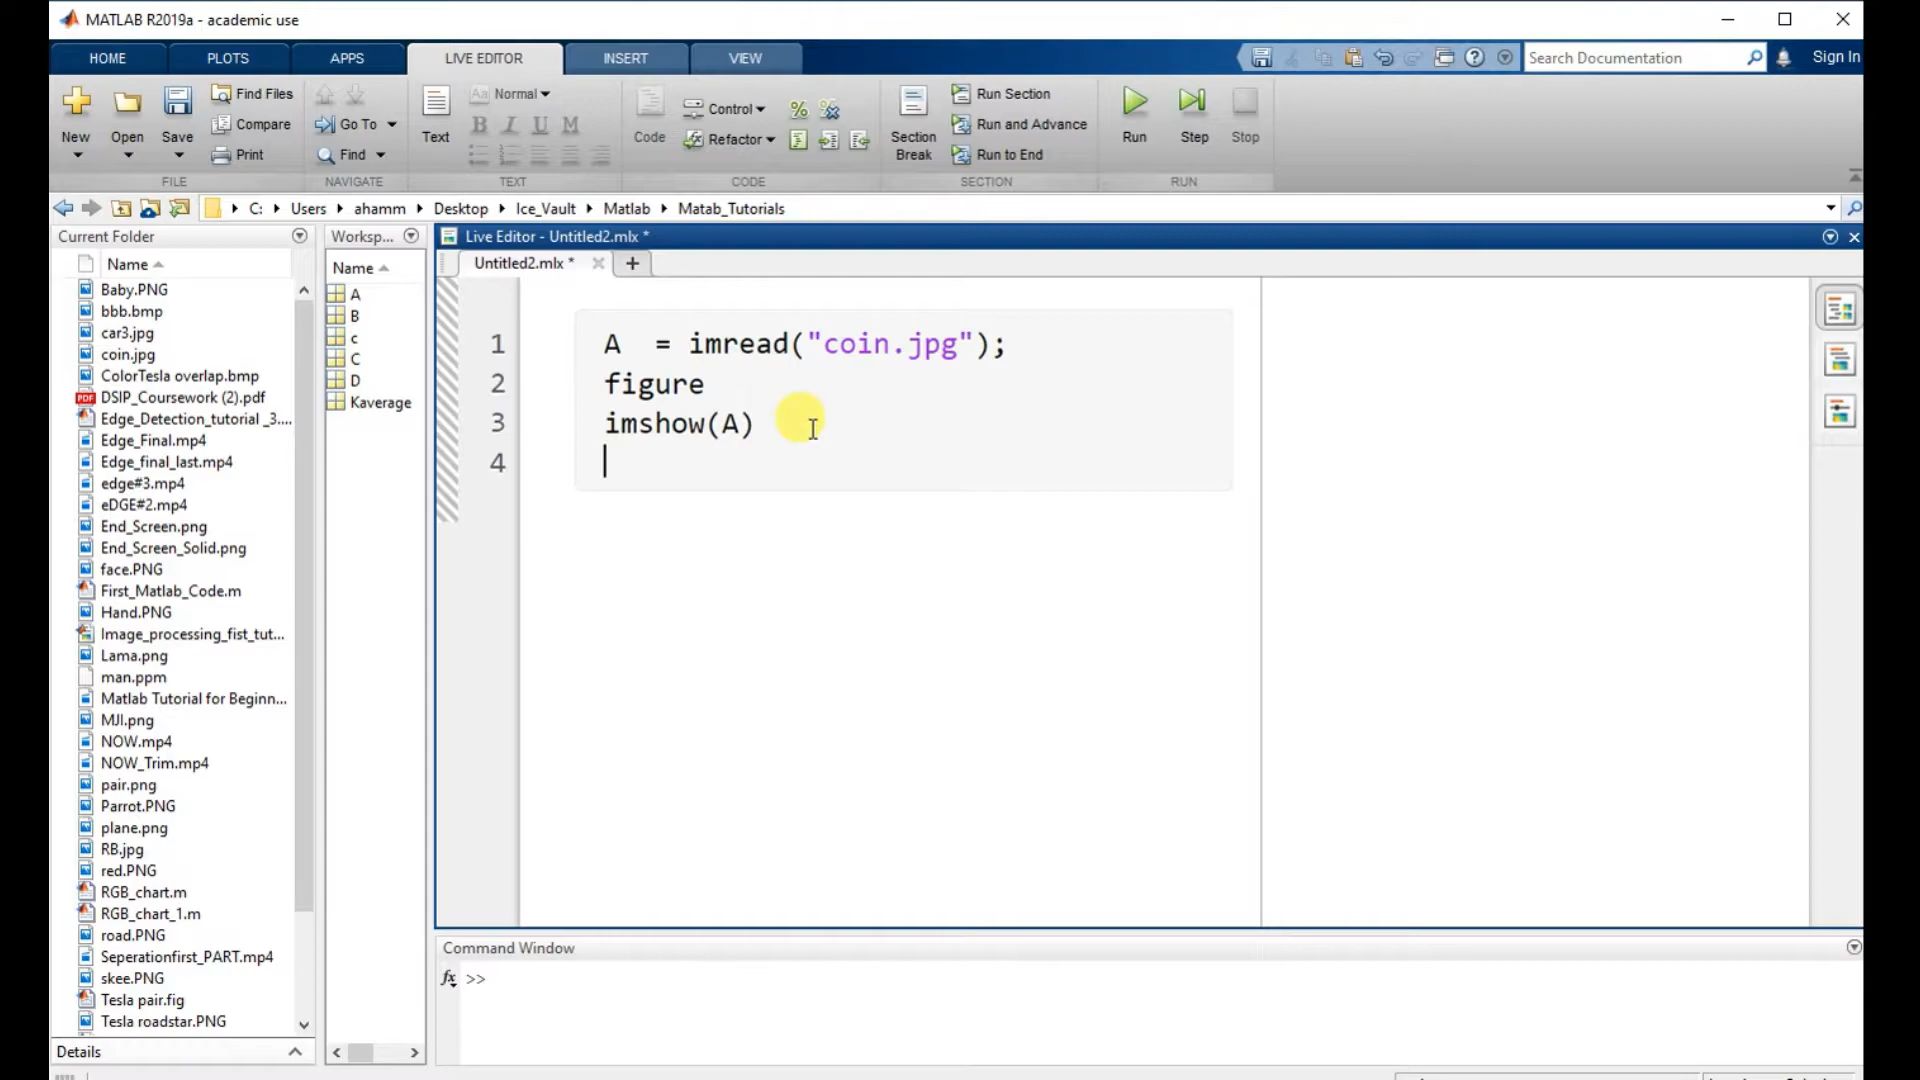 MATLAB R2019a - academic use
HOME PLOTS APPS LIVE EDITOR INSERT VIEW Search Documentation Sign In
New Open Save Find Files Compare Print
FILE
Go To Find
NAVIGATE
Text Aa Normal B I U M
TEXT
Code Control Refactor
CODE
Section Break Run Section Run and Advance Run to End
SECTION
Run Step Stop
RUN
C: Users ahamm Desktop Ice_Vault Matlab Matab_Tutorials
Current Folder
Name
Baby.PNG
bbb.bmp
car3.jpg
coin.jpg
ColorTesla overlap.bmp
PDF DSIP_Coursework (2).pdf
Edge_Detection_tutorial _3....
Edge_Final.mp4
Edge_final_last.mp4
edge#3.mp4
eDGE#2.mp4
End_Screen.png
End_Screen_Solid.png
face.PNG
First_Matlab_Code.m
Hand.PNG
Image_processing_fist_tut...
Lama.png
man.ppm
Matlab Tutorial for Beginn...
MJI.png
NOW.mp4
NOW_Trim.mp4
pair.png
Parrot.PNG
plane.png
RB.jpg
red.PNG
RGB_chart.m
RGB_chart_1.m
road.PNG
Seperationfirst_PART.mp4
skee.PNG
Tesla pair.fig
Tesla roadstar.PNG
Details
Worksp...
Name
A
B
c
C
D
Kaverage
Live Editor - Untitled2.mlx *
Untitled2.mlx *
1 A  = imread("coin.jpg");
2 figure
3 imshow(A)
4
Command Window
fx >>